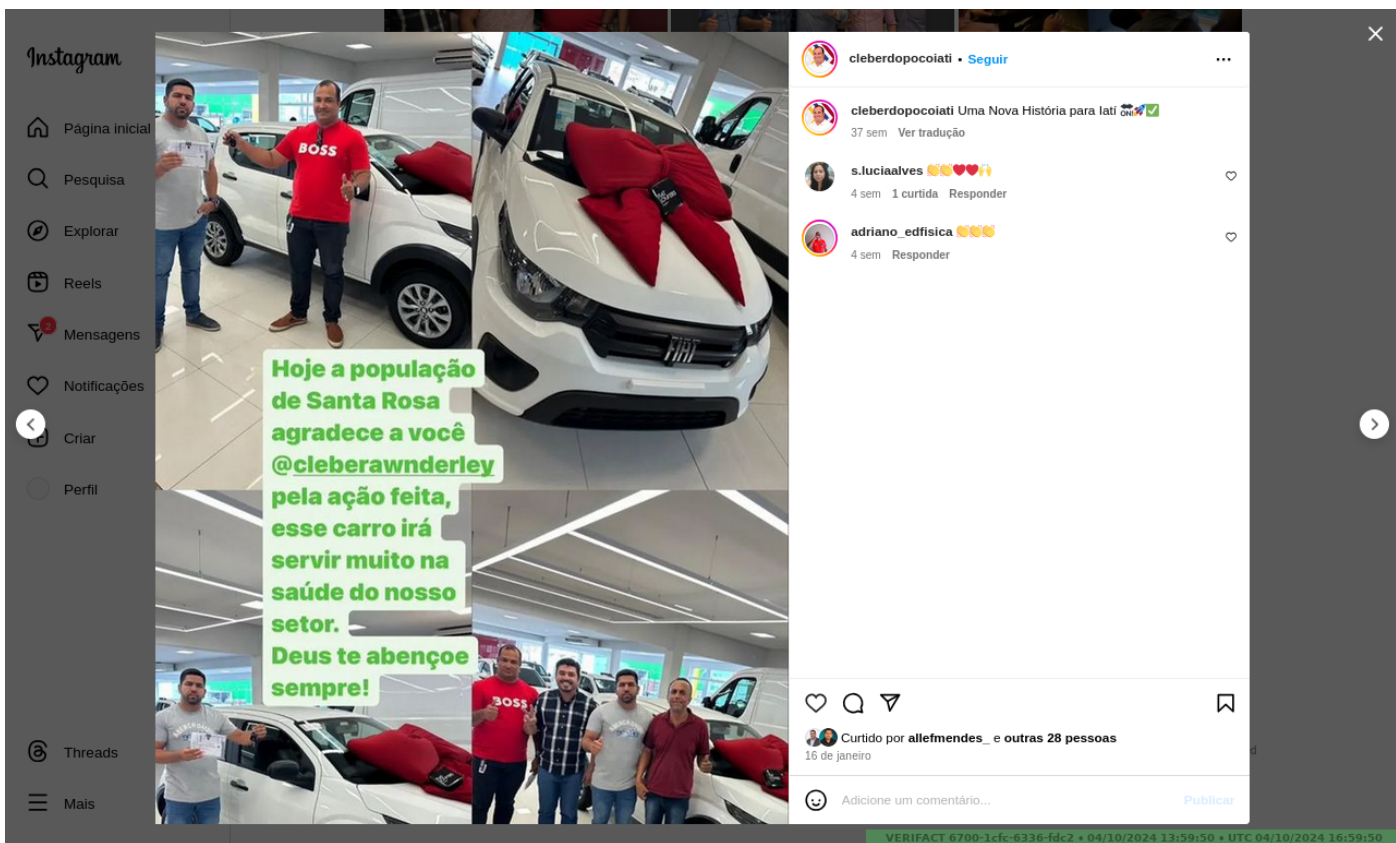 Instagram
Página inicial
Pesquisa
Explorar
Reels
2
Mensagens
Notificações
Criar
Perfil
Threads
Mais
BOSS
FIAT
Hoje a população
de Santa Rosa
agradece a você
@cleberawnderley
pela ação feita,
esse carro irá
servir muito na
saúde do nosso
setor.
Deus te abençoe
sempre!
BOSS
cleberdopocoiati • Seguir
cleberdopocoiati Uma Nova História para Iatí 🔛🚀✅
37 sem Ver tradução
s.luciaalves 👏👏❤️❤️🙌
4 sem 1 curtida Responder
adriano_edfisica 👏👏👏
4 sem Responder
Curtido por allefmendes_ e outras 28 pessoas
16 de janeiro
Adicione um comentário...
Publicar
VERIFACT 6700-1cfc-6336-fdc2 • 04/10/2024 13:59:50 • UTC 04/10/2024 16:59:50